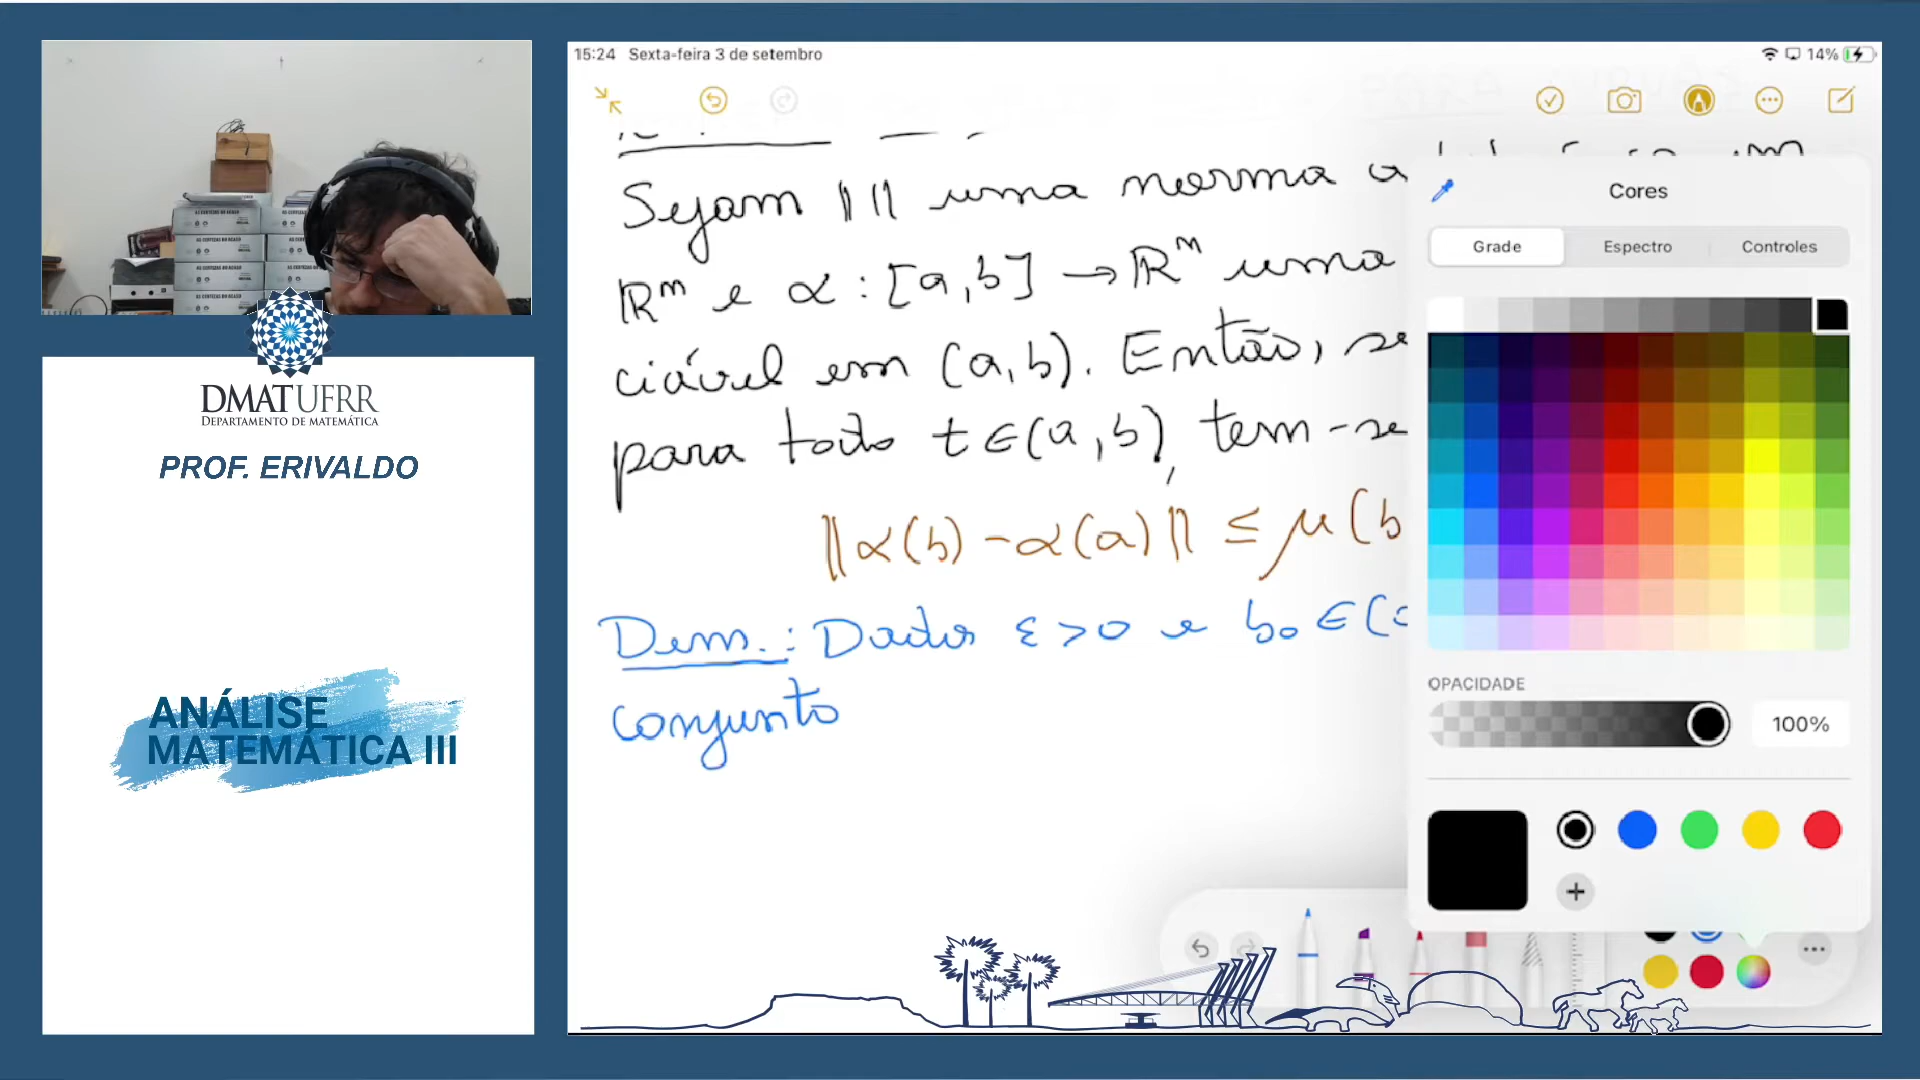 15:24 Sexta-feira 3 de setembro
14%
Sejam || || uma norma a
ℝᵐ e α : [a,b] → ℝᵐ uma
ciável em (a,b). Então, se
para todo t ∈ (a,b), tem-se
||α(b) - α(a)|| ≤ μ(b
Dem.: Dados ε > 0 e b₀ ∈ (
conjunto
Cores
Grade Espectro Controles
OPACIDADE
100%
DMATUFRR
DEPARTAMENTO DE MATEMÁTICA
PROF. ERIVALDO
ANÁLISE
MATEMÁTICA III